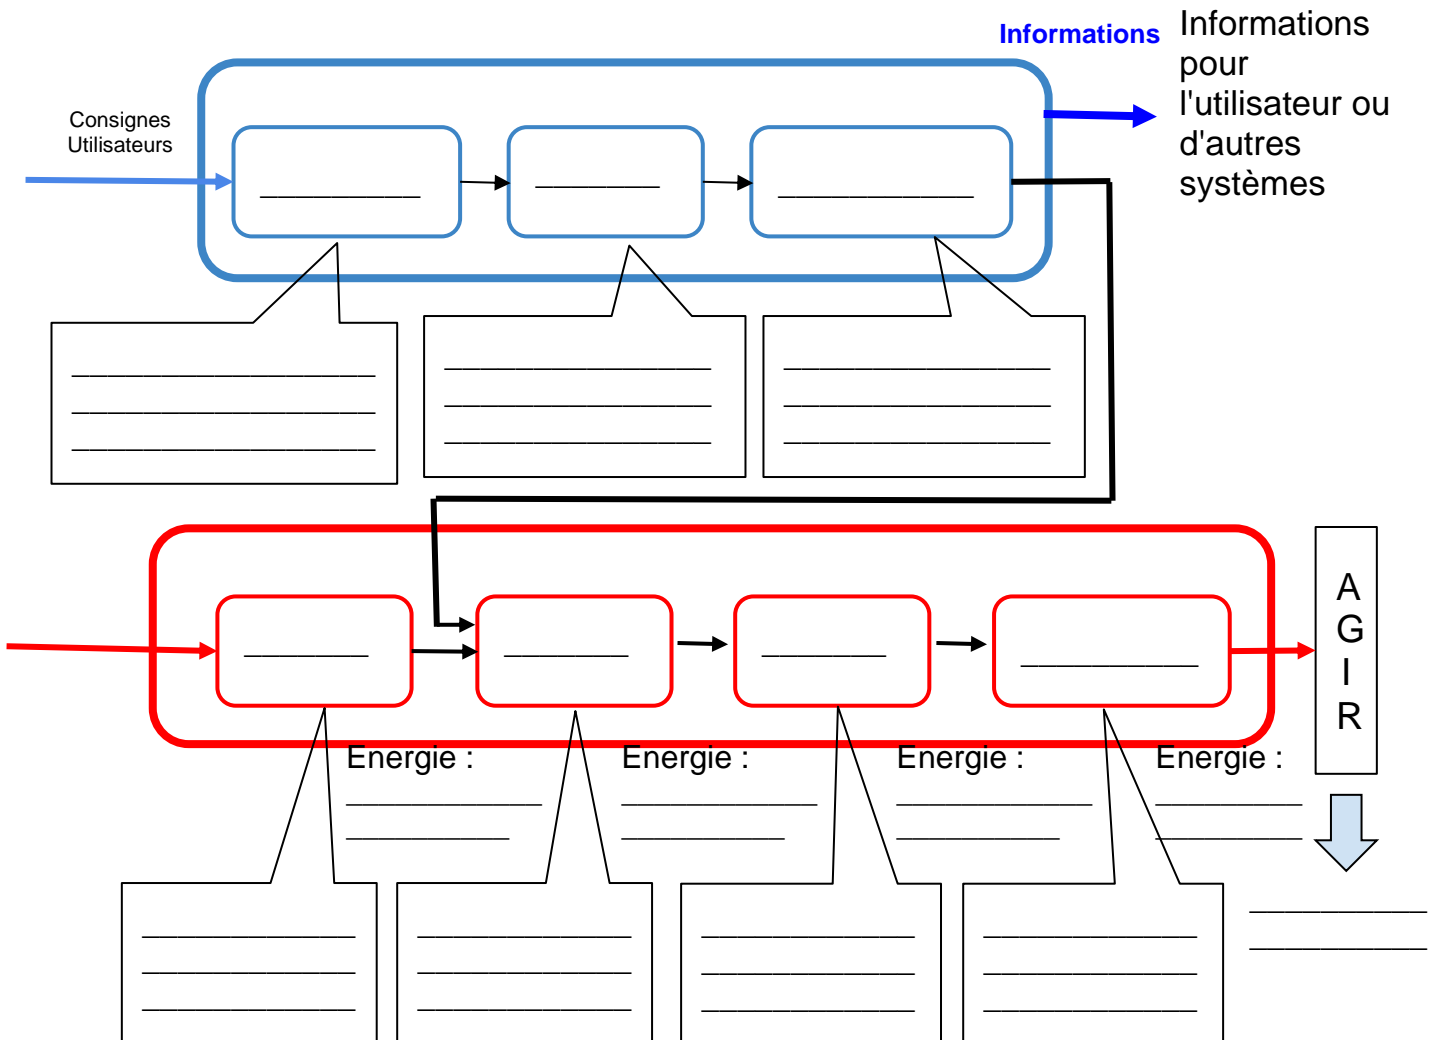 Informations
Informations
pour
l'utilisateur ou
d'autres
systèmes
Consignes
Utilisateurs
A
G
I
R
Energie :
Energie :
Energie :
Energie :